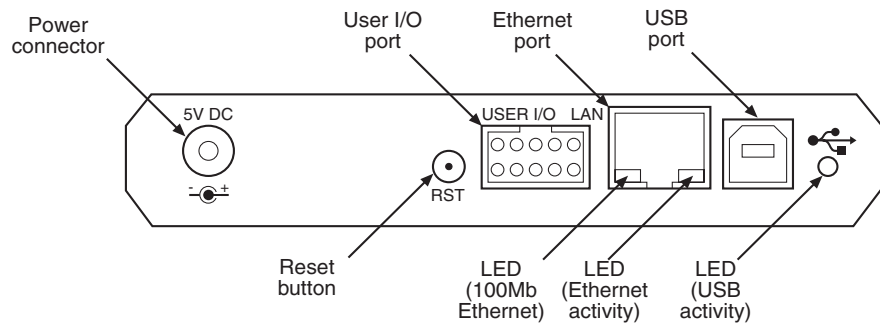 Power
connector
User I/O
port
Ethernet
port
USB
port
5V DC
USER I/O
LAN
- +
RST
Reset
button
LED
(100Mb
Ethernet)
LED
(Ethernet
activity)
LED
(USB
activity)